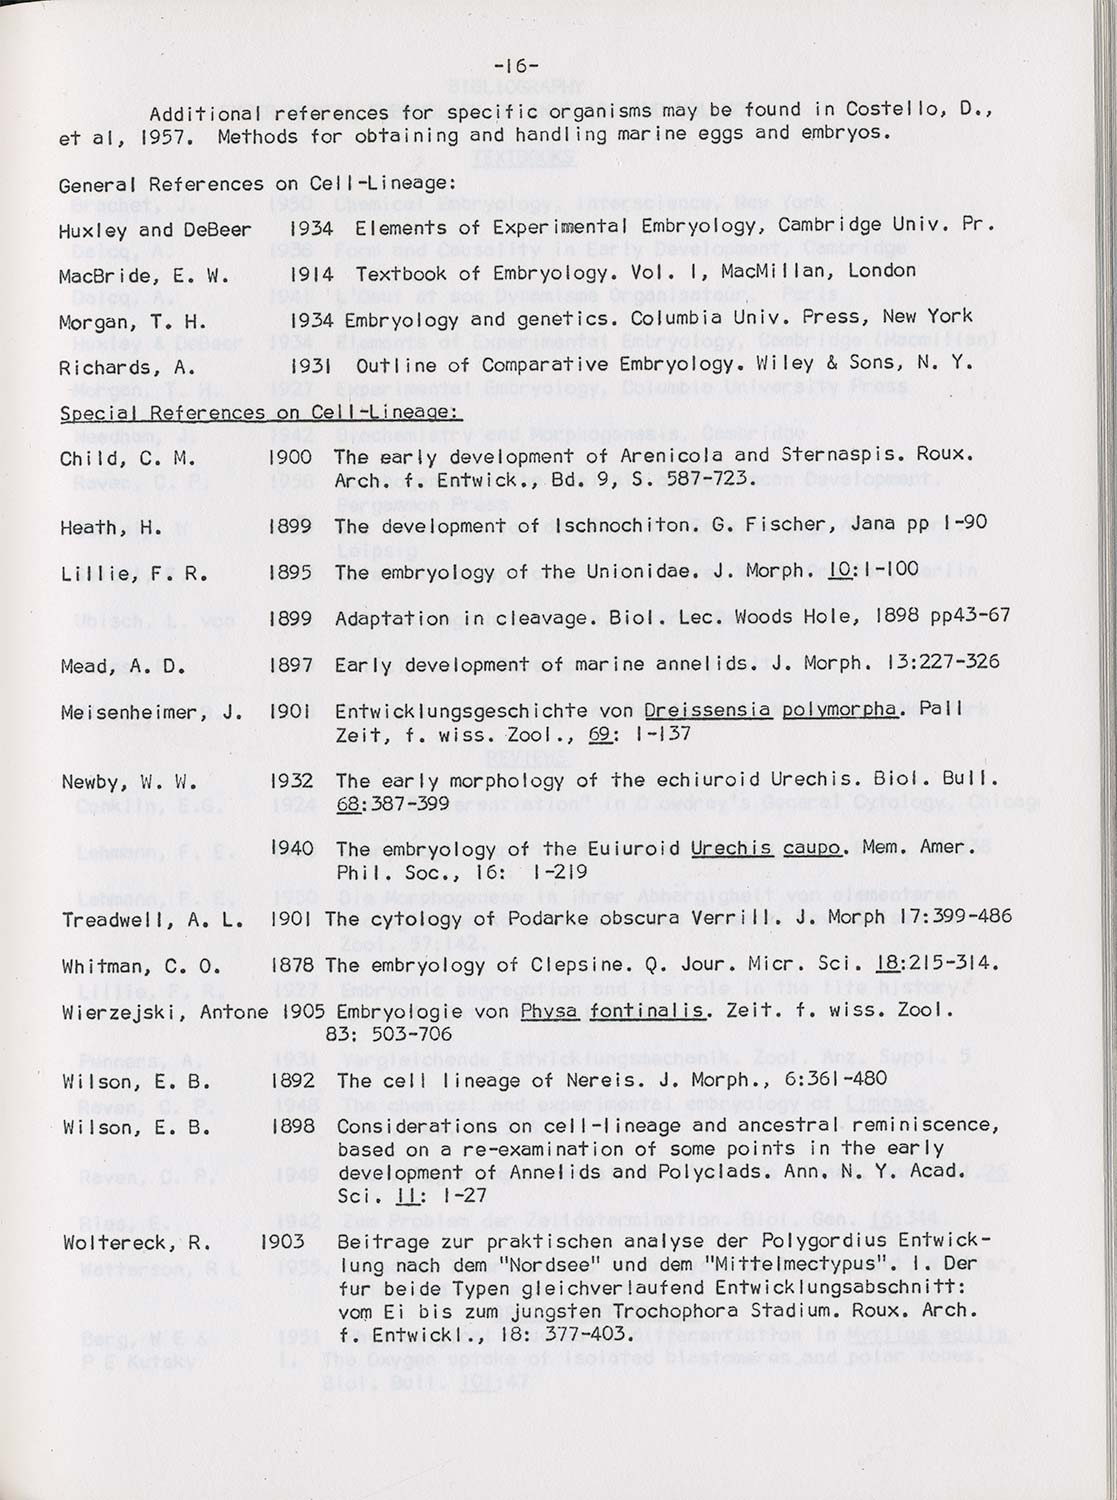 -16-
Additional references for specific organisms may be found in Costello, D.,
et al, 1957. Methods for obtaining and handling marine eggs and embryos.
General References on Cell-Lineage:
Huxley and DeBeer 1934 Elements of Experimental Embryology, Cambridge Univ. Pr.
MacBride, E. W. 1914 Textbook of Embryology. Vol. I, MacMillan, London
Morgan, T. H. 1934 Embryology and genetics. Columbia Univ. Press, New York
Richards, A. 1931 Outline of Comparative Embryology. Wiley & Sons, N. Y.
Special References on Cell-Lineage:
Child, C. M. 1900 The early development of Arenicola and Sternaspis. Roux.
Arch. f. Entwick., Bd. 9, S. 587-723.
Heath, H. 1899 The development of Ischnochiton. G. Fischer, Jana pp 1-90
Lillie, F. R. 1895 The embryology of the Unionidae. J. Morph. 10:1-100
1899 Adaptation in cleavage. Biol. Lec. Woods Hole, 1898 pp43-67
Mead, A. D. 1897 Early development of marine annelids. J. Morph. 13:227-326
Meisenheimer, J. 1901 Entwicklungsgeschichte von Dreissensia polymorpha. Pall
Zeit, f. wiss. Zool., 69: 1-137
Newby, W. W. 1932 The early morphology of the echiuroid Urechis. Biol. Bull.
68:387-399
1940 The embryology of the Euiuroid Urechis caupo. Mem. Amer.
Phil. Soc., 16: 1-219
Treadwell, A. L. 1901 The cytology of Podarke obscura Verrill. J. Morph 17:399-486
Whitman, C. O. 1878 The embryology of Clepsine. Q. Jour. Micr. Sci. 18:215-314.
Wierzejski, Antone 1905 Embryologie von Physa fontinalis. Zeit. f. wiss. Zool.
83: 503-706
Wilson, E. B. 1892 The cell lineage of Nereis. J. Morph., 6:361-480
Wilson, E. B. 1898 Considerations on cell-lineage and ancestral reminiscence,
based on a re-examination of some points in the early
development of Annelids and Polyclads. Ann. N. Y. Acad.
Sci. 11: 1-27
Woltereck, R. 1903 Beitrage zur praktischen analyse der Polygordius Entwick-
lung nach dem "Nordsee" und dem "Mittelmectypus". I. Der
fur beide Typen gleichverlaufend Entwicklungsabschnitt:
vom Ei bis zum jungsten Trochophora Stadium. Roux. Arch.
f. Entwickl., 18: 377-403.